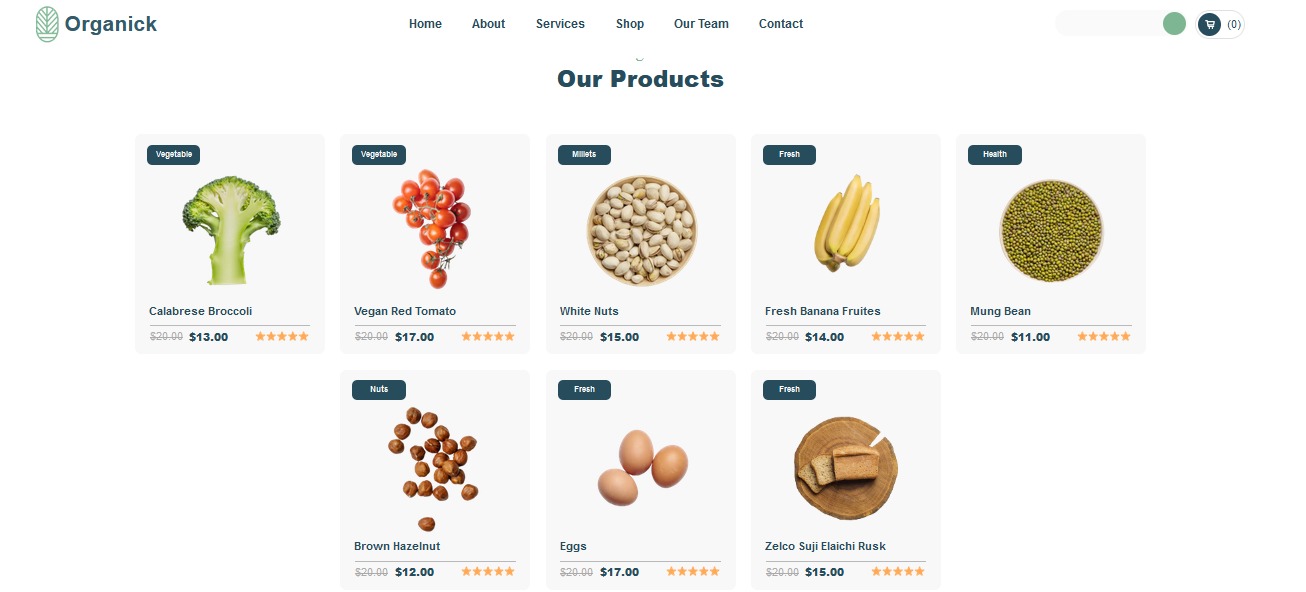 Organick
Home About Services Shop Our Team Contact
(0)
Our Products
Vegetable Vegetable Millets Fresh Health
Calabrese Broccoli Vegan Red Tomato White Nuts Fresh Banana Fruites Mung Bean
$20.00 $13.00 $20.00 $17.00 $20.00 $15.00 $20.00 $14.00 $20.00 $11.00
Nuts Fresh Fresh
Brown Hazelnut Eggs Zelco Suji Elaichi Rusk
$20.00 $12.00 $20.00 $17.00 $20.00 $15.00